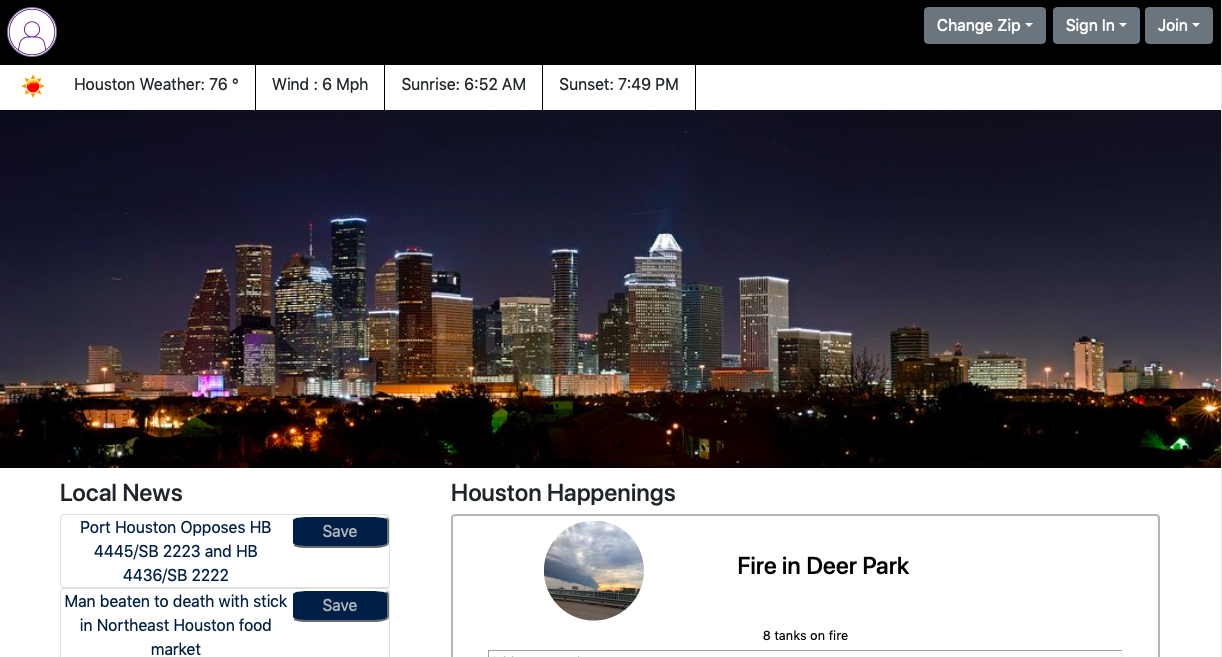 Change Zip
Sign In
Join
Houston Weather: 76 °
Wind : 6 Mph
Sunrise: 6:52 AM
Sunset: 7:49 PM
Local News
Houston Happenings
Port Houston Opposes HB
4445/SB 2223 and HB
4436/SB 2222
Save
Man beaten to death with stick
in Northeast Houston food
market
Save
Fire in Deer Park
8 tanks on fire